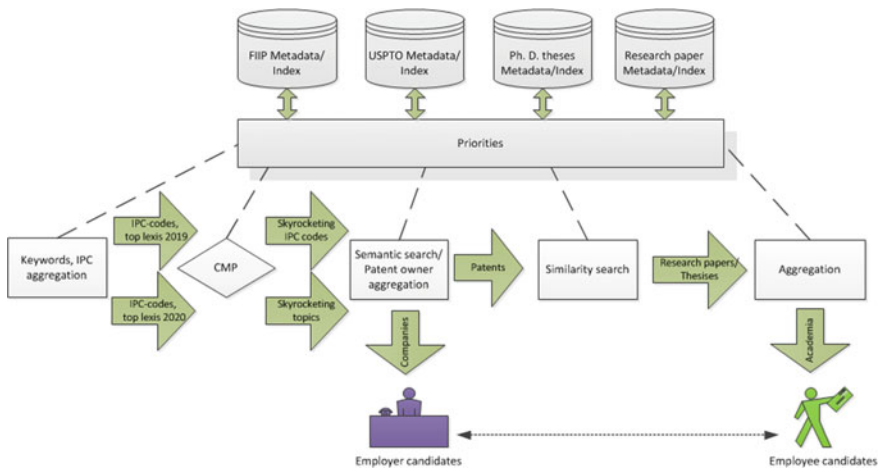 FIIP Metadata/
Index
USPTO Metadata/
Index
Ph. D. theses
Metadata/Index
Research paper
Metadata/Index
Priorities
Keywords, IPC
aggregation
IPC-codes,
top lexis 2019
IPC-codes,
top lexis 2020
CMP
Skyrocketing
IPC codes
Skyrocketing
topics
Semantic search/
Patent owner
aggregation
Patents
Similarity search
Research papers/
Thesises
Aggregation
Companies
Academia
Employer candidates
Employee candidates